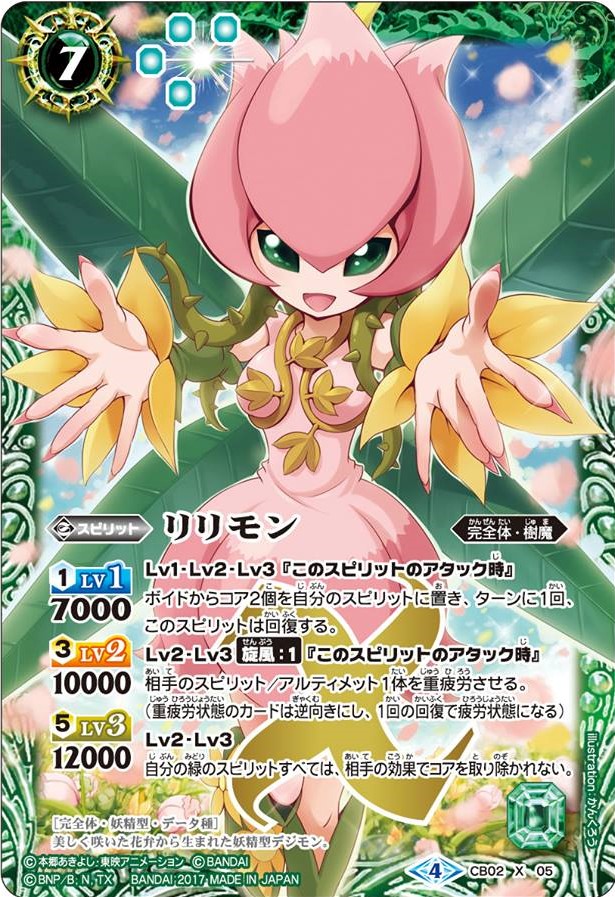 7
スピリット
リリモン
完全体・樹魔
かんぜんたい じゅま
1 LV1
7000
Lv1・Lv2・Lv3『このスピリットのアタック時』
ボイドからコア2個を自分のスピリットに置き、ターンに1回、
このスピリットは回復する。
3 LV2
10000
Lv2・Lv3 旋風:1『このスピリットのアタック時』
相手のスピリット/アルティメット1体を重疲労させる。
(重疲労状態のカードは逆向きにし、1回の回復で疲労状態になる)
5 LV3
12000
Lv2・Lv3
自分の緑のスピリットすべては、相手の効果でコアを取り除かれない。
[完全体・妖精型・データ種]
美しく咲いた花弁から生まれた妖精型デジモン。
©本郷あきよし・東映アニメーション ©BANDAI
©BNP/B, N, TX BANDAI 2017 MADE IN JAPAN
4
CB02 X 05
illustration:かんくろう